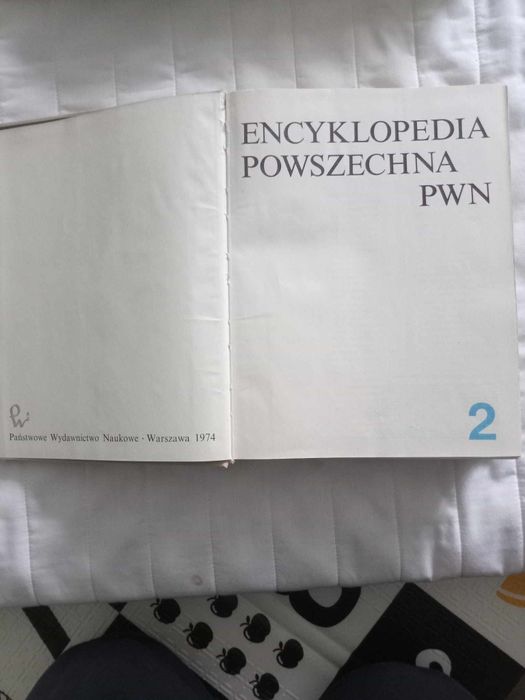 Państwowe Wydawnictwo Naukowe · Warszawa 1974
ENCYKLOPEDIA
POWSZECHNA
PWN
2